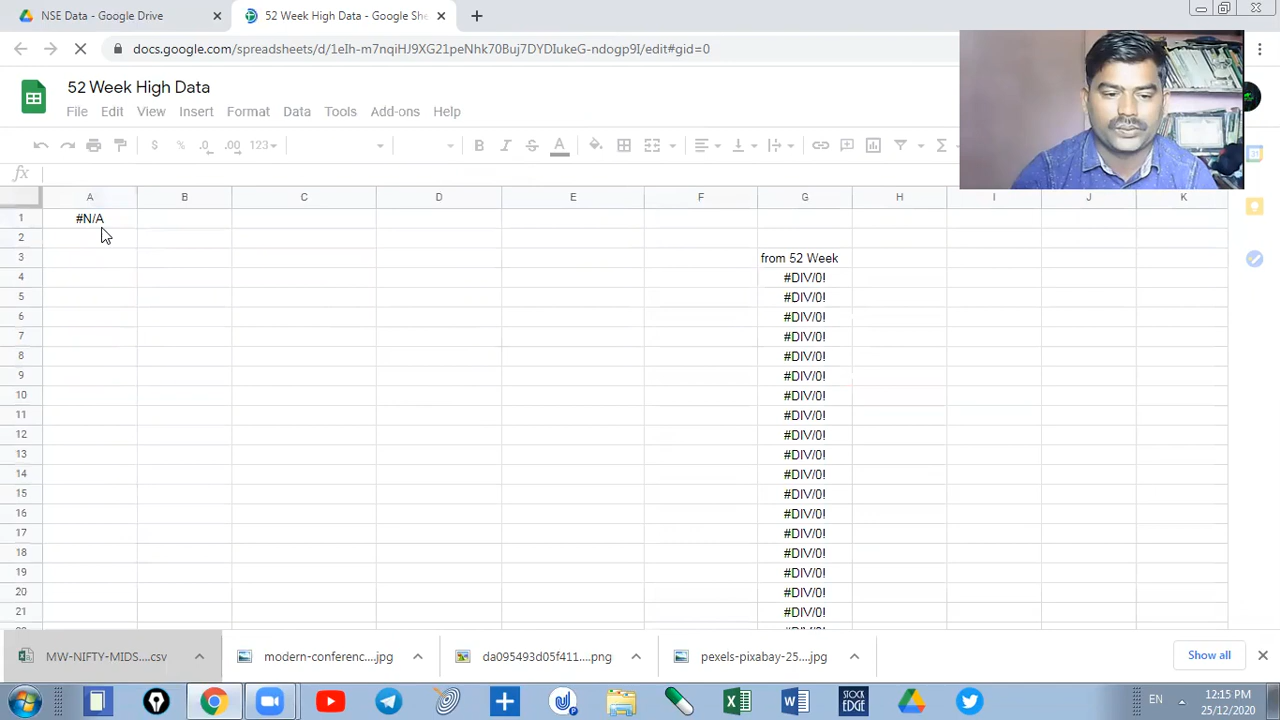 NSE Data - Google Drive
52 Week High Data - Google She
docs.google.com/spreadsheets/d/1eIh-m7nqiHJ9XG21peNhk70Buj7DYDIukeG-ndogp9I/edit#gid=0
52 Week High Data
File Edit View Insert Format Data Tools Add-ons Help
$ % .0 .00 123 B I S A Σ
fx
A B C D E F G H I J K
1 #N/A
2
3 from 52 Week
4 #DIV/0!
5 #DIV/0!
6 #DIV/0!
7 #DIV/0!
8 #DIV/0!
9 #DIV/0!
10 #DIV/0!
11 #DIV/0!
12 #DIV/0!
13 #DIV/0!
14 #DIV/0!
15 #DIV/0!
16 #DIV/0!
17 #DIV/0!
18 #DIV/0!
19 #DIV/0!
20 #DIV/0!
21 #DIV/0!
MW-NIFTY-MIDS....csv
modern-conferenc...jpg
da095493d05f411....png
pexels-pixabay-25....jpg
Show all
STOCK EDGE
EN
12:15 PM
25/12/2020